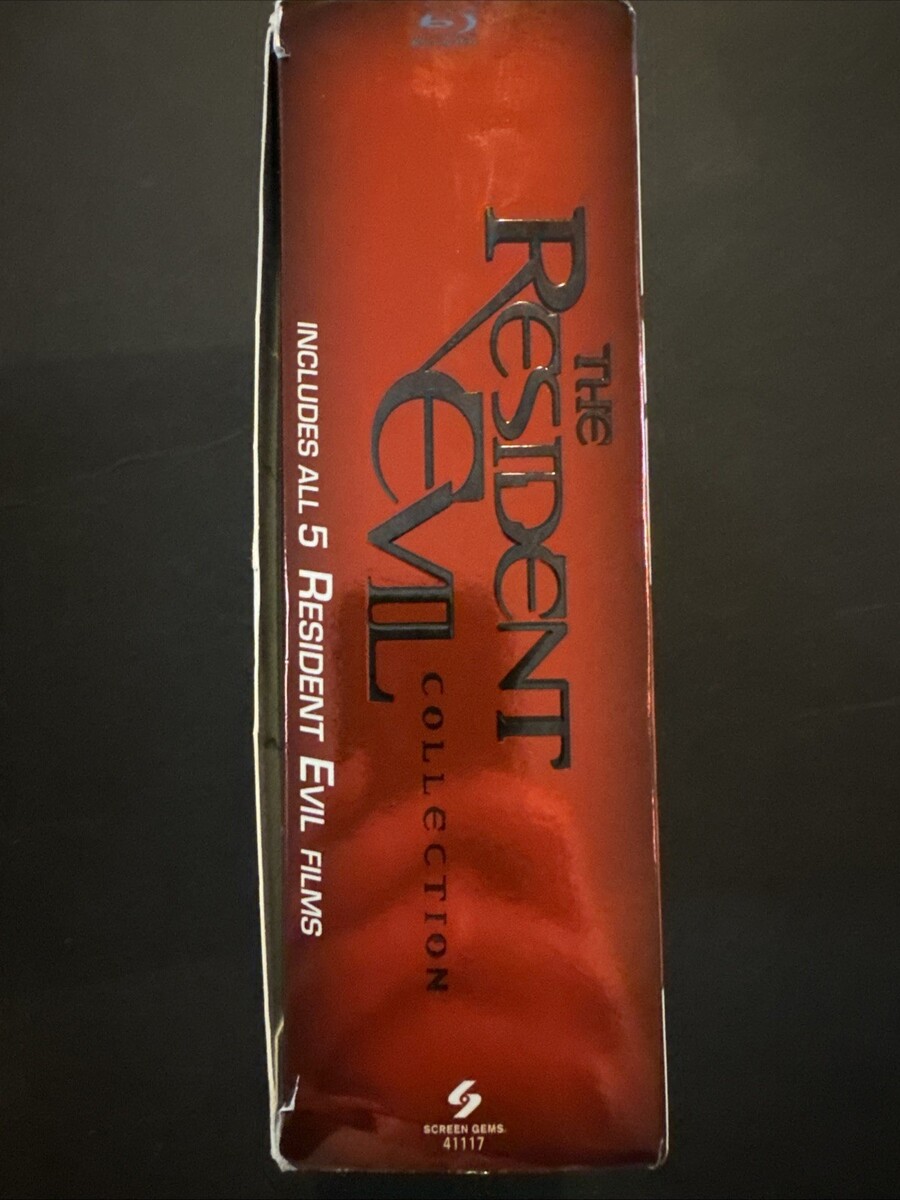 THE
RESIDENT
EVIL
COLLECTION
INCLUDES ALL 5 RESIDENT EVIL FILMS
SCREEN GEMS
41117